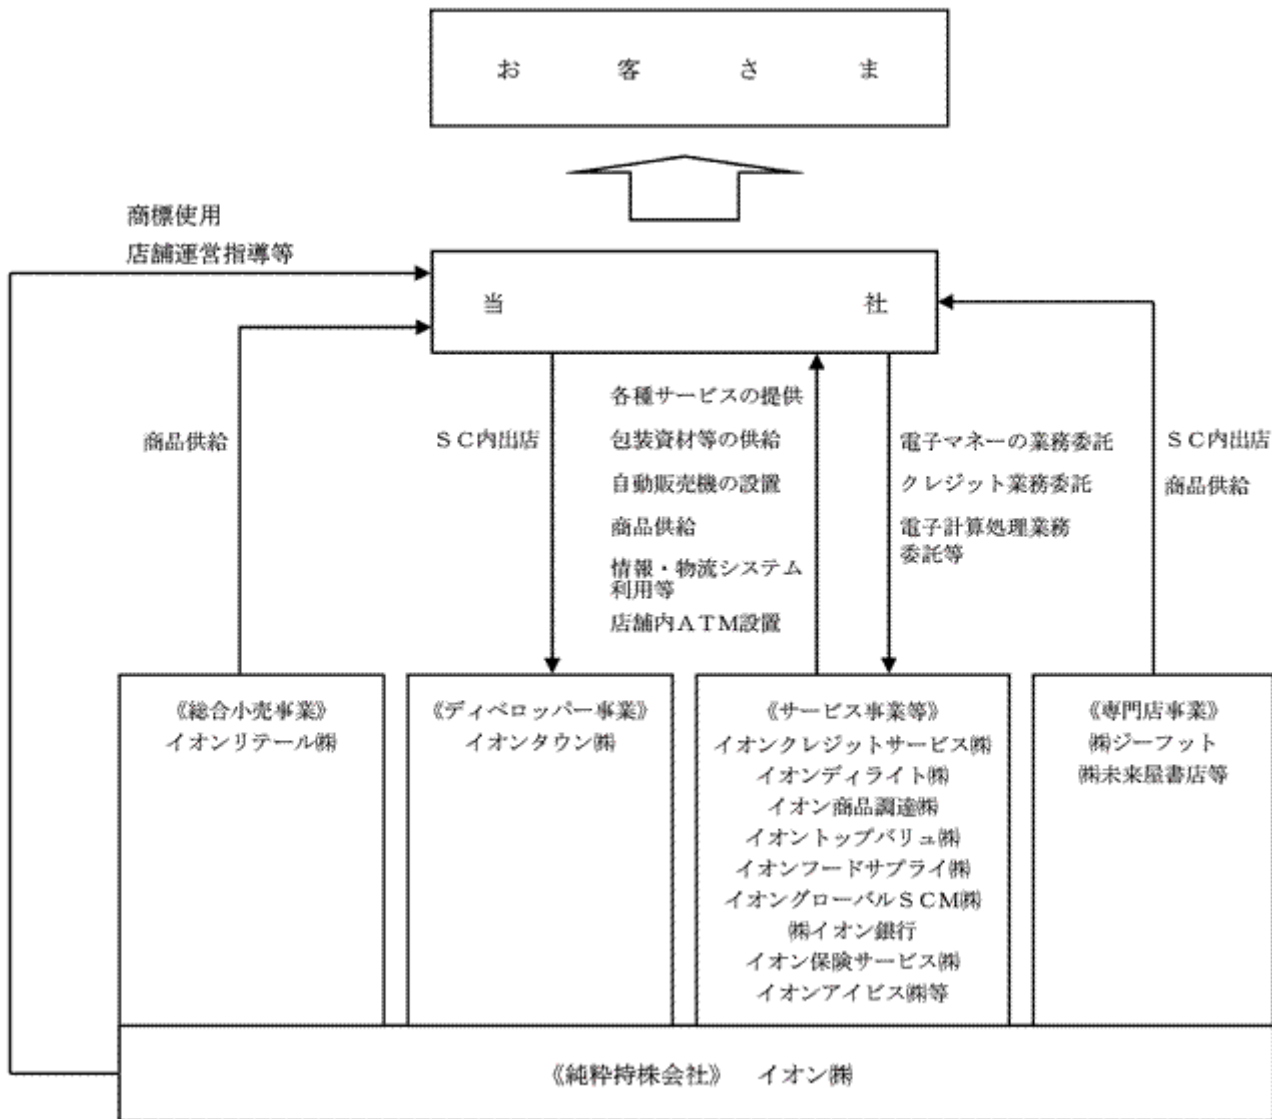 お客さま
商標使用
店舗運営指導等
当社
商品供給
ＳＣ内出店
各種サービスの提供
包装資材等の供給
自動販売機の設置
商品供給
情報・物流システム
利用等
店舗内ＡＴＭ設置
電子マネーの業務委託
クレジット業務委託
電子計算処理業務
委託等
ＳＣ内出店
商品供給
《総合小売事業》
イオンリテール㈱
《ディベロッパー事業》
イオンタウン㈱
《サービス事業等》
イオンクレジットサービス㈱
イオンディライト㈱
イオン商品調達㈱
イオントップバリュ㈱
イオンフードサプライ㈱
イオングローバルＳＣＭ㈱
㈱イオン銀行
イオン保険サービス㈱
イオンアイビス㈱等
《専門店事業》
㈱ジーフット
㈱未来屋書店等
《純粋持株会社》　イオン㈱